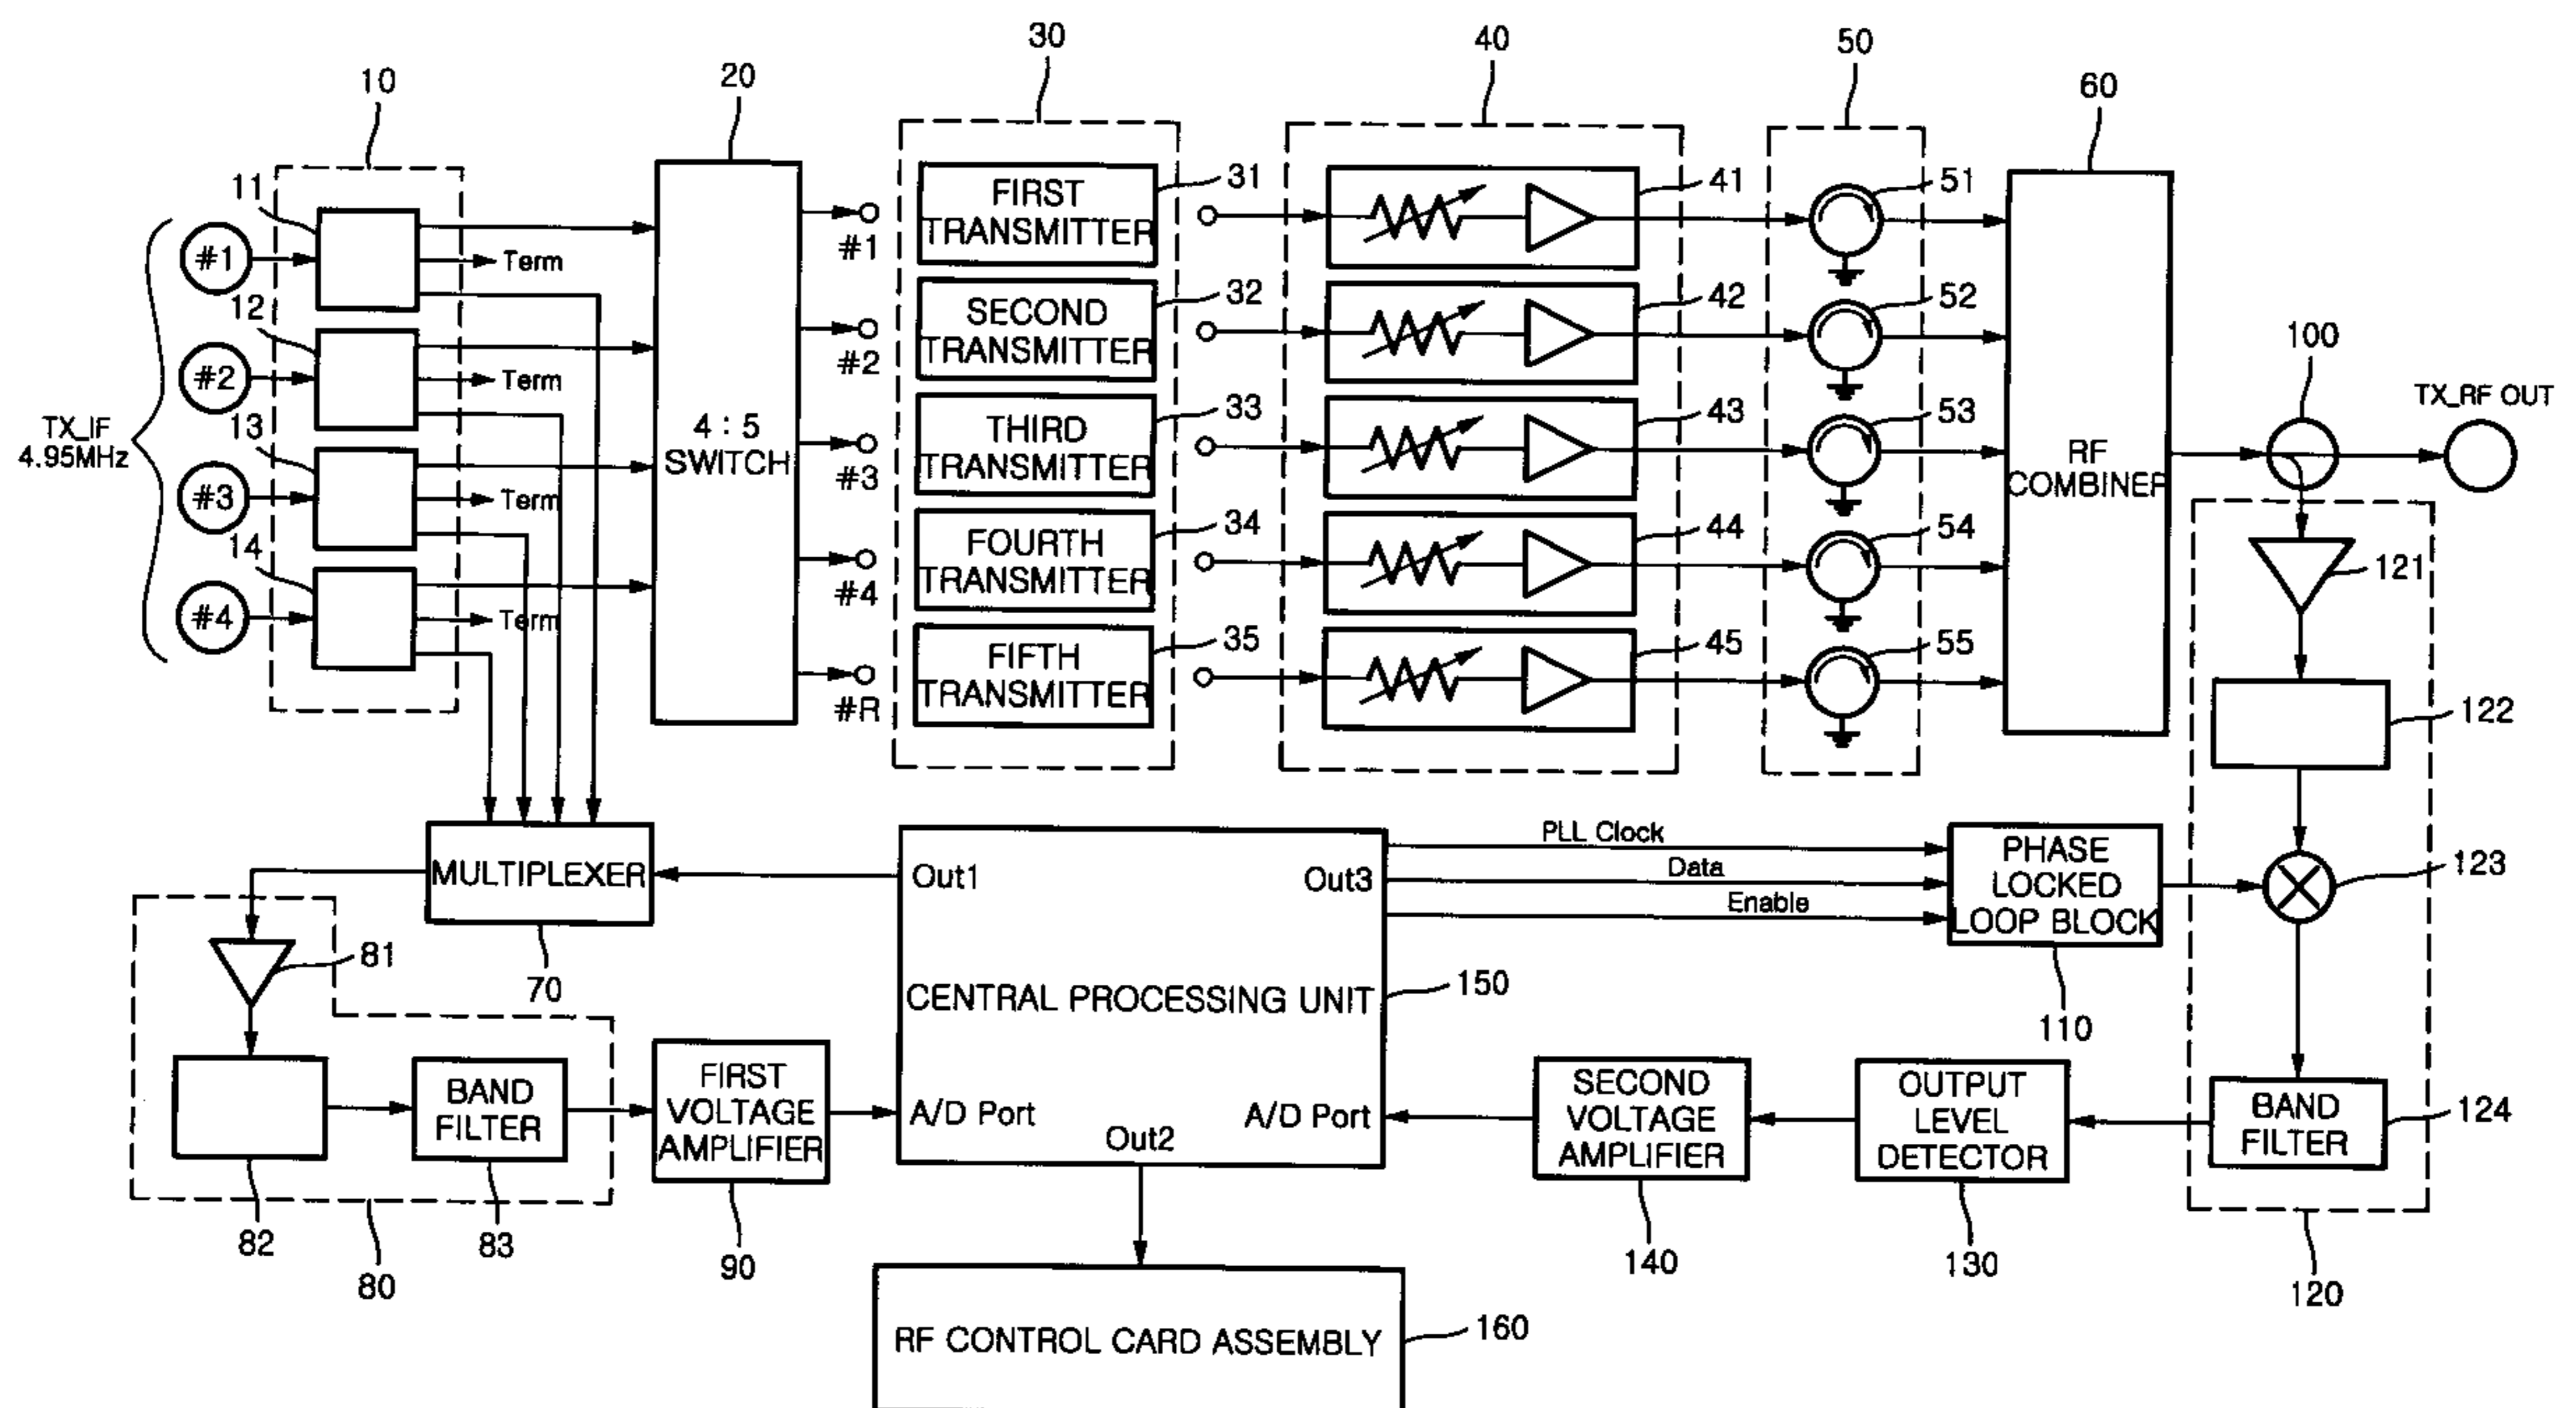 30
40
50
20
60
10
11
#1
Term
12
#2
Term
TX_IF
4.95MHz
13
#3
Term
14
#4
Term
4 : 5
SWITCH
#1
#2
#3
#4
#R
FIRST
TRANSMITTER
31
SECOND
TRANSMITTER
32
THIRD
TRANSMITTER
33
FOURTH
TRANSMITTER
34
FIFTH
TRANSMITTER
35
41
42
43
44
45
51
52
53
54
55
RF
COMBINER
100
TX_RF OUT
121
122
123
MULTIPLEXER
70
Out1
Out3
PLL Clock
Data
Enable
PHASE
LOCKED
LOOP BLOCK
110
81
CENTRAL PROCESSING UNIT
150
BAND
FILTER
82
83
80
FIRST
VOLTAGE
AMPLIFIER
90
A/D Port
Out2
A/D Port
SECOND
VOLTAGE
AMPLIFIER
140
OUTPUT
LEVEL
DETECTOR
130
BAND
FILTER
124
120
RF CONTROL CARD ASSEMBLY
160